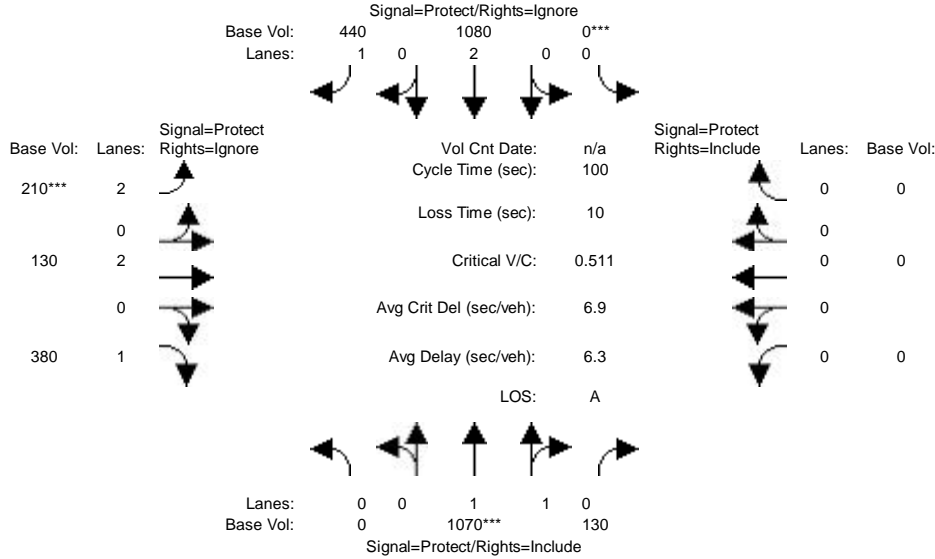 Signal=Protect/Rights=Ignore
Base Vol: 440 1080 0***
Lanes: 1 0 2 0 0
Signal=Protect
Base Vol: Lanes: Rights=Ignore
Vol Cnt Date: n/a
Signal=Protect
Rights=Include Lanes: Base Vol:
Cycle Time (sec): 100
210*** 2
0 0
Loss Time (sec): 10
0
0
130 2
Critical V/C: 0.511
0 0
0
Avg Crit Del (sec/veh): 6.9
0
380 1
Avg Delay (sec/veh): 6.3
0 0
LOS: A
Lanes: 0 0 1 1 0
Base Vol: 0 1070*** 130
Signal=Protect/Rights=Include